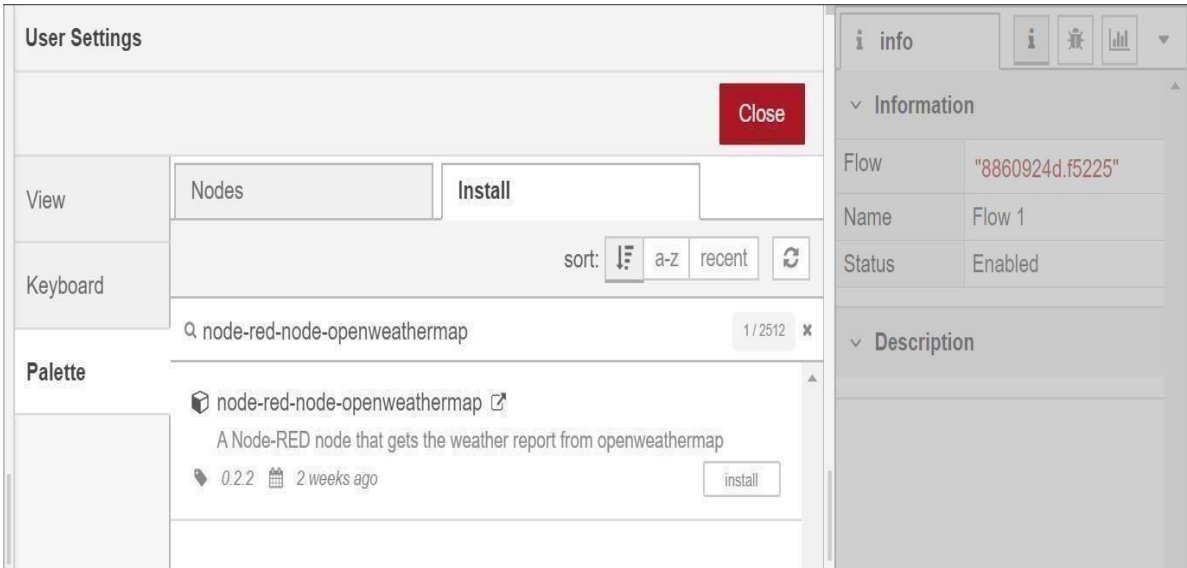 User Settings
Close
View
Keyboard
Palette
Nodes
Install
sort: a-z recent
node-red-node-openweathermap 1 / 2512 ×
node-red-node-openweathermap
A Node-RED node that gets the weather report from openweathermap
0.2.2 2 weeks ago install
i info i
Information
Flow "8860924d.f5225"
Name Flow 1
Status Enabled
Description